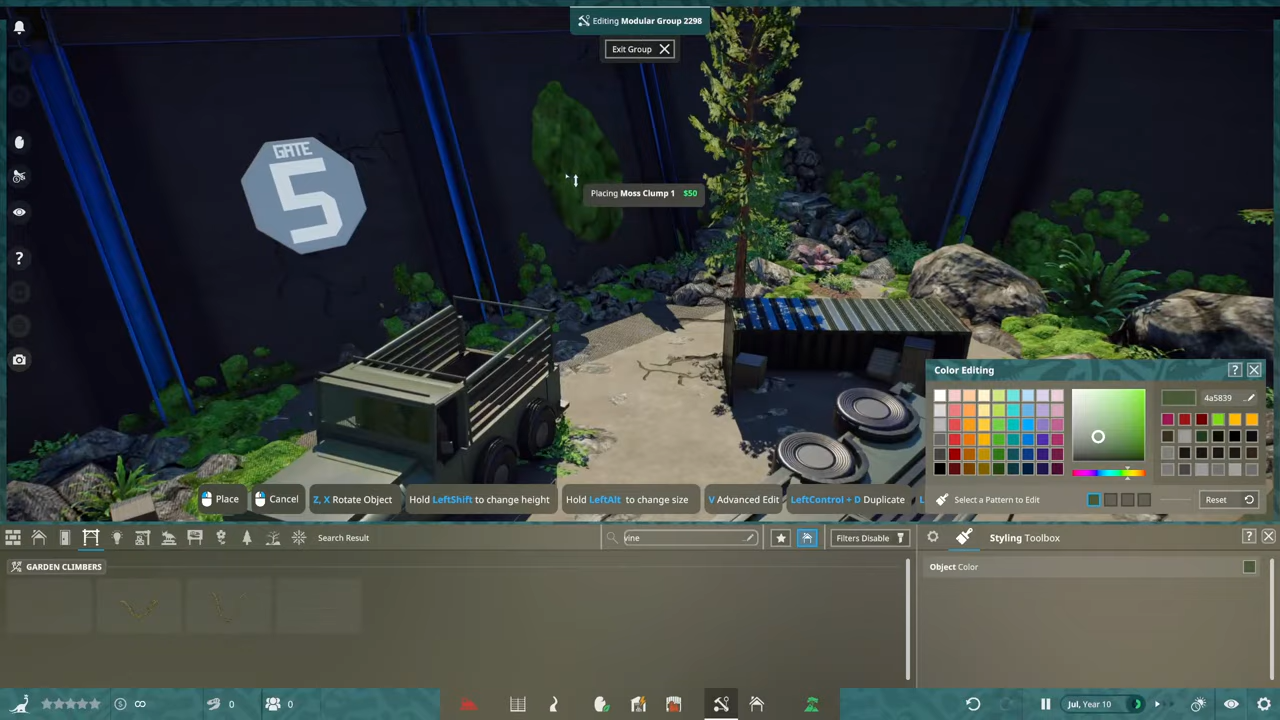 Editing Modular Group 2298
Exit Group
GATE
5
Placing Moss Clump 1 $50
Color Editing
?
4a5839
Place
Cancel
Z, X Rotate Object
Hold LeftShift to change height
Hold LeftAlt to change size
V Advanced Edit
LeftControl + D Duplicate
Select a Pattern to Edit
Reset
Search Result
vine
Filters Disable
Styling Toolbox
?
GARDEN CLIMBERS
Object Color
?
∞
0
0
Jul, Year 10